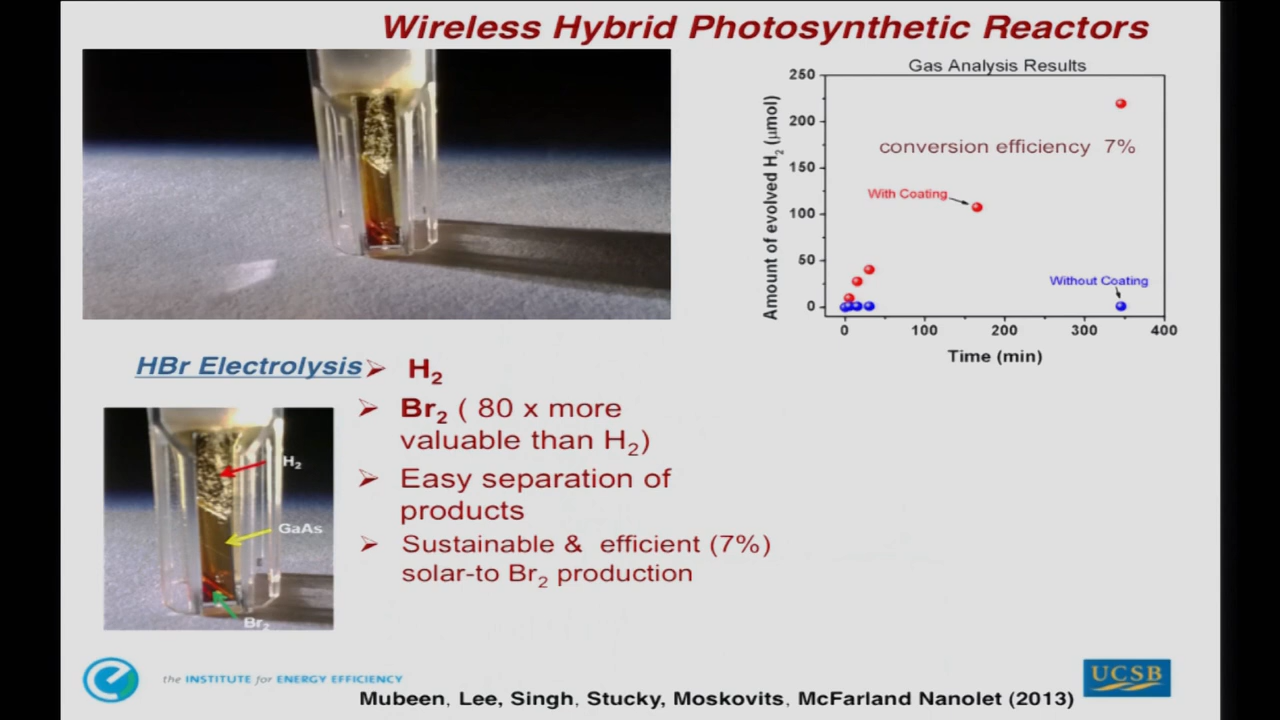 Wireless Hybrid Photosynthetic Reactors
Gas Analysis Results
Amount of evolved H₂ (μmol)
250
200
150
100
50
0
conversion efficiency 7%
With Coating
Without Coating
0 100 200 300 400
Time (min)
HBr Electrolysis
➢ H₂
➢ Br₂ ( 80 x more
valuable than H₂)
➢ Easy separation of
products
➢ Sustainable & efficient (7%)
solar-to Br₂ production
H₂
GaAs
Br₂
the INSTITUTE for ENERGY EFFICIENCY
Mubeen, Lee, Singh, Stucky, Moskovits, McFarland Nanolet (2013)
UCSB